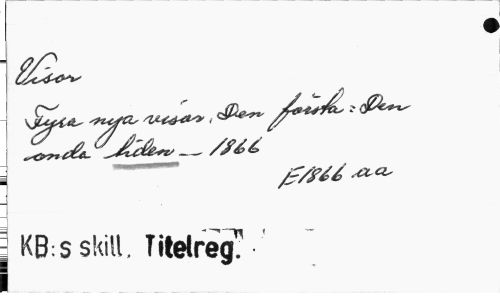 Visor
Fyra nya visor. Den första: Den
onda tiden — 1866
E1866 aa
KB:s skill. Titelreg.